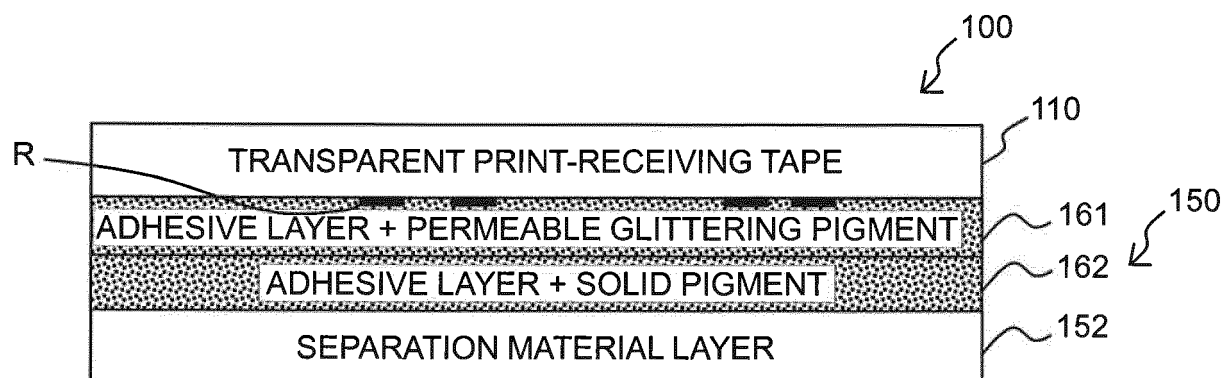 100
110
TRANSPARENT PRINT-RECEIVING TAPE
R
ADHESIVE LAYER + PERMEABLE GLITTERING PIGMENT
161
150
ADHESIVE LAYER + SOLID PIGMENT
162
SEPARATION MATERIAL LAYER
152